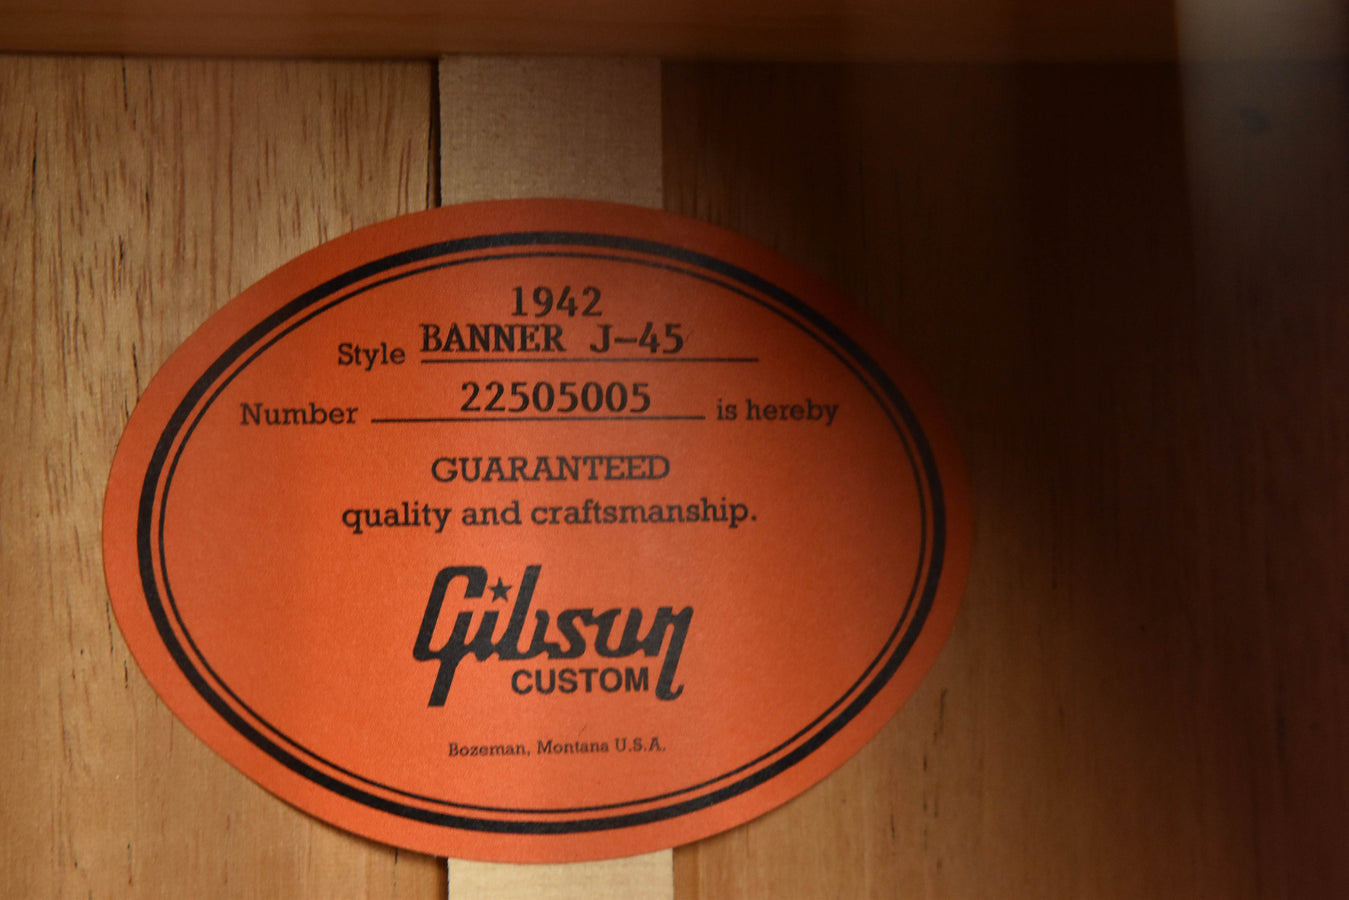 1942
Style BANNER J-45
Number 22505005 is hereby
GUARANTEED
quality and craftsmanship.
Gibson
CUSTOM
Bozeman, Montana U.S.A.